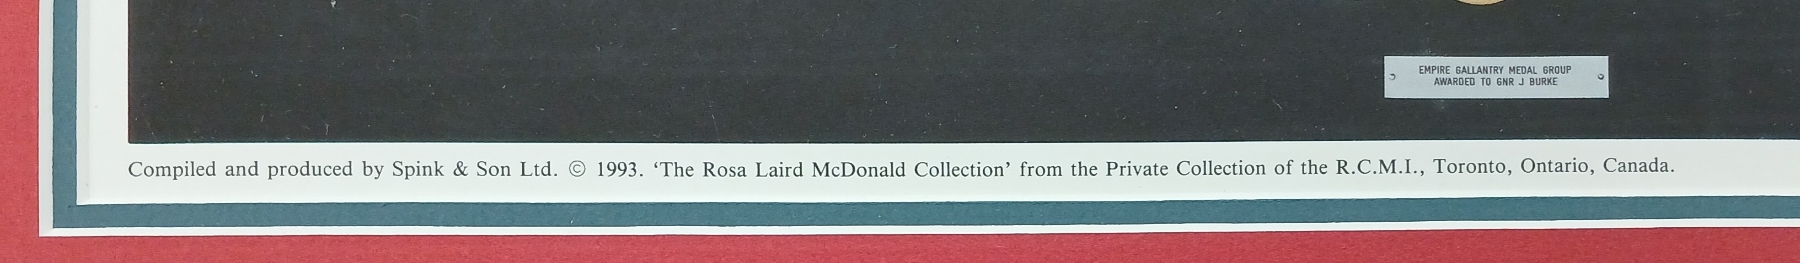 EMPIRE GALLANTRY MEDAL GROUP
AWARDED TO GNR J BURKE
Compiled and produced by Spink & Son Ltd. © 1993. ‘The Rosa Laird McDonald Collection’ from the Private Collection of the R.C.M.I., Toronto, Ontario, Canada.